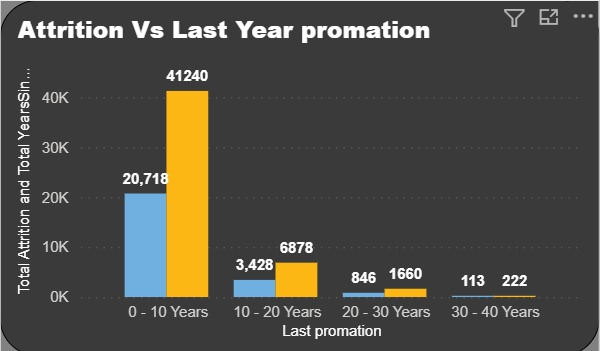 Attrition Vs Last Year promation
Total Attrition and Total YearsSin...
40K
30K
20K
10K
0K
20,718
41240
3,428
6878
846
1660
113
222
0 - 10 Years
10 - 20 Years
20 - 30 Years
30 - 40 Years
Last promation